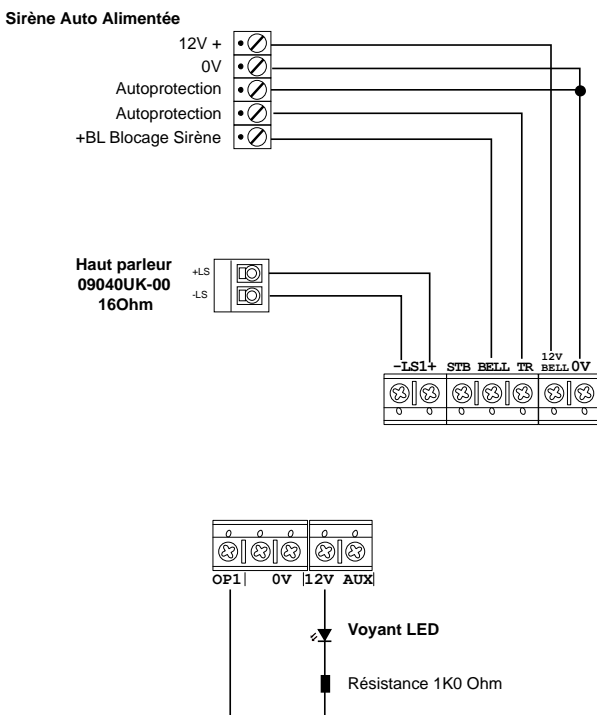 Sirène Auto Alimentée
12V +
0V
Autoprotection
Autoprotection
+BL Blocage Sirène
Haut parleur
09040UK-00
16Ohm
+LS
-LS
-LS1+ STB BELL TR 12V BELL 0V
OP1 0V 12V AUX
Voyant LED
Résistance 1K0 Ohm